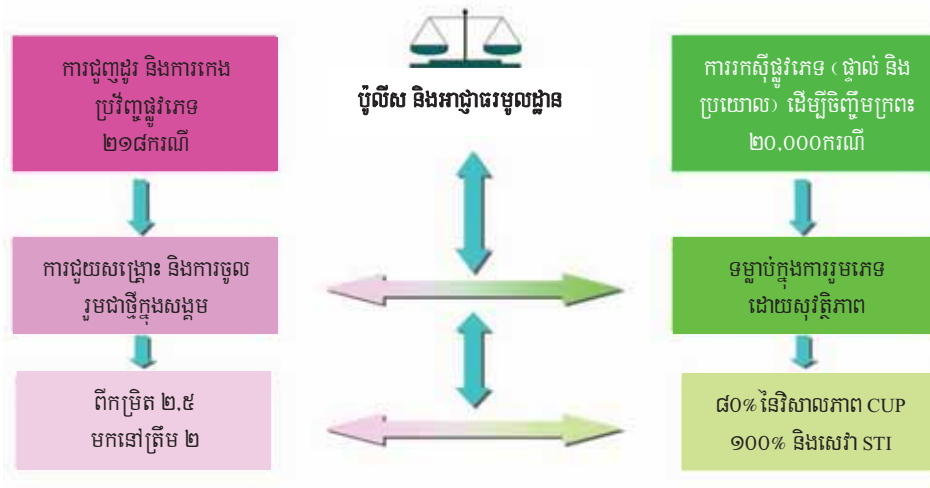 ការជួញដូរ និងការកេង
ប្រវ័ញ្ចផ្លូវភេទ
២១៨ករណី
ប៉ូលីស និងអាជ្ញាធរមូលដ្ឋាន
ការរកស៊ីផ្លូវភេទ (ផ្ទាល់ និង
ប្រយោល) ដើម្បីចិញ្ចឹមក្រពះ
២០,០០០ករណី
ការជួយសង្គ្រោះ និងការចូល
រួមជាថ្មីក្នុងសង្គម
ទម្លាប់ក្នុងការរួមភេទ
ដោយសុវត្ថិភាព
ពីកម្រិត ២,៥
មកនៅត្រឹម ២
៨០% នៃវិសាលភាព CUP
១០០% និងសេវា STI